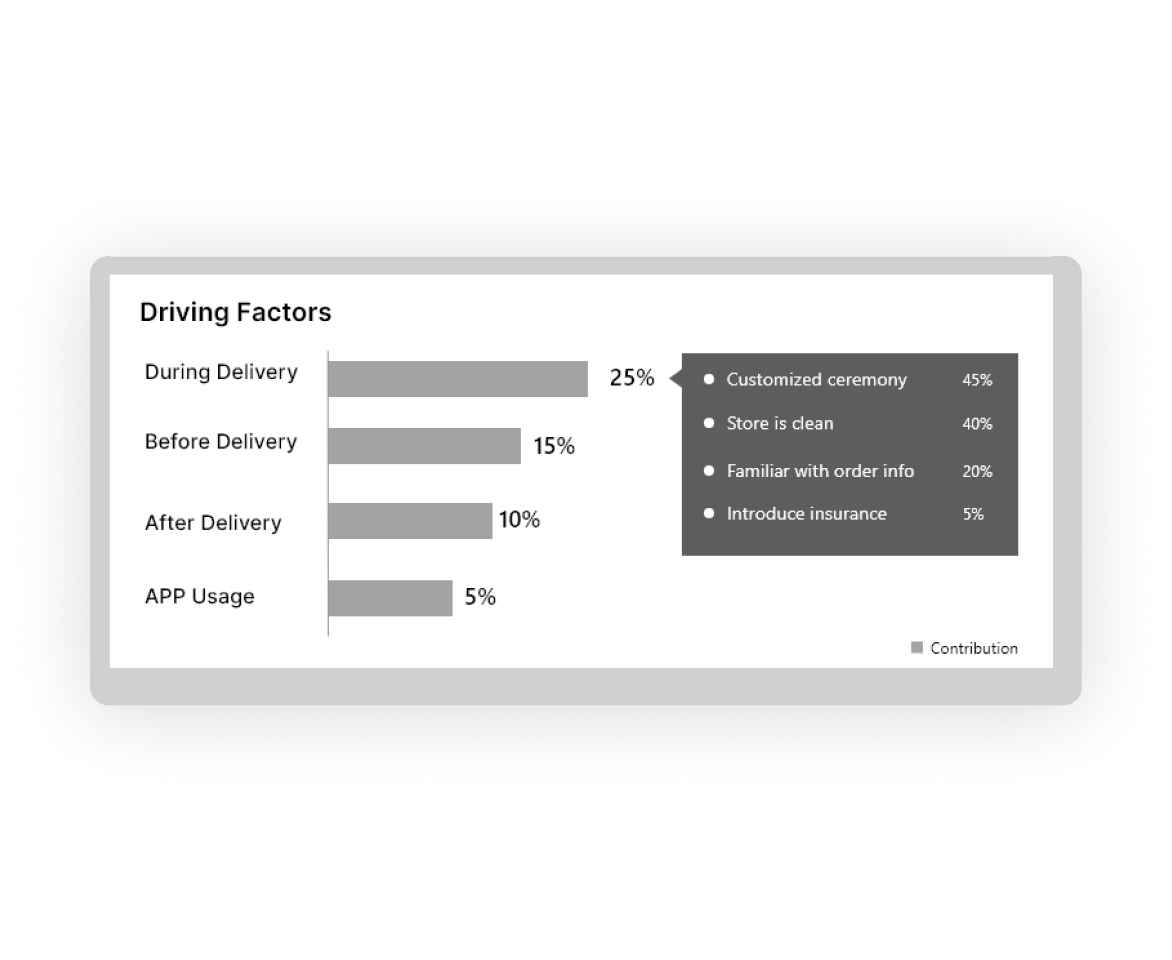 Driving Factors
During Delivery 25%
Before Delivery 15%
After Delivery 10%
APP Usage 5%
Customized ceremony 45%
Store is clean 40%
Familiar with order info 20%
Introduce insurance 5%
Contribution